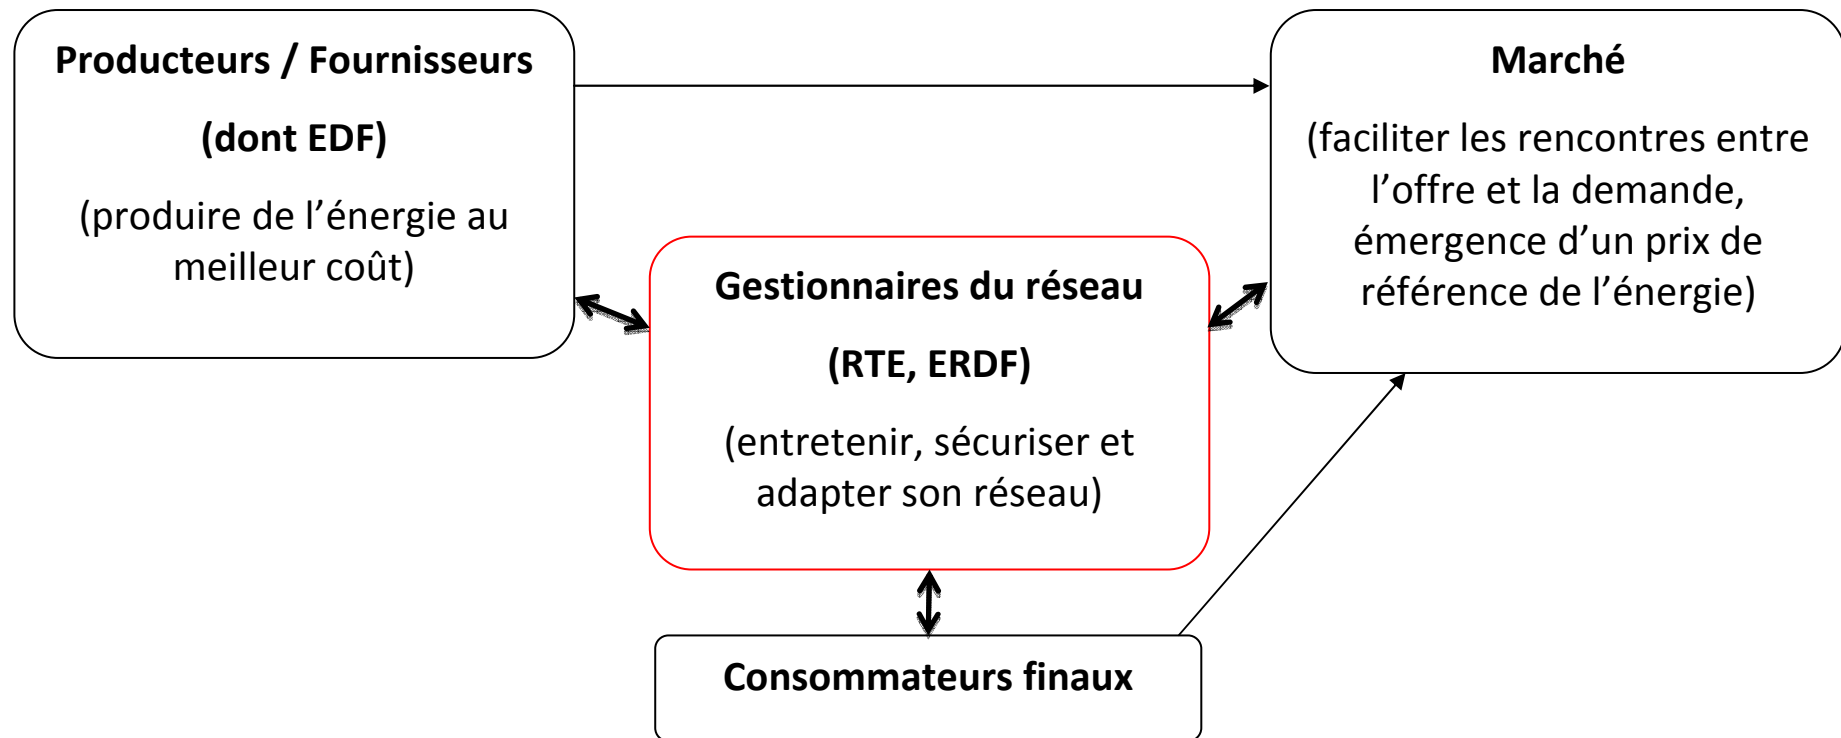 Producteurs / Fournisseurs
(dont EDF)
(produire de l’énergie au
meilleur coût)
Marché
(faciliter les rencontres entre
l’offre et la demande,
émergence d’un prix de
référence de l’énergie)
Gestionnaires du réseau
(RTE, ERDF)
(entretenir, sécuriser et
adapter son réseau)
Consommateurs finaux